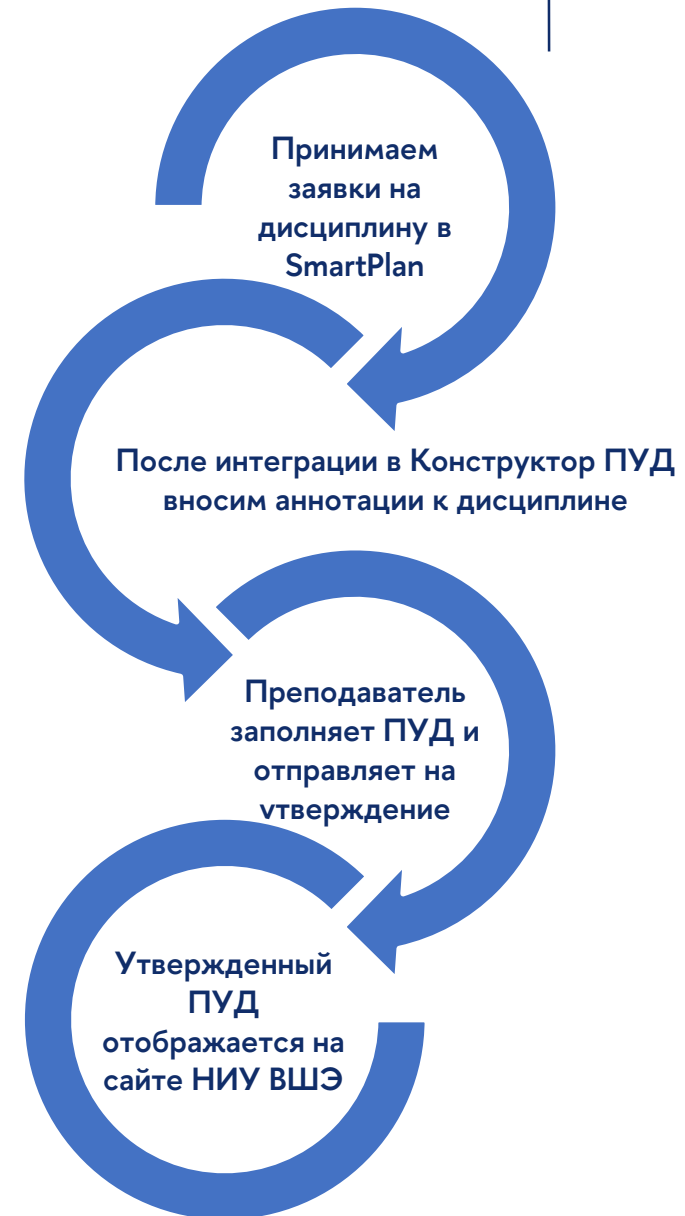 Принимаем
заявки на
дисциплину в
SmartPlan
После интеграции в Конструктор ПУД
вносим аннотации к дисциплине
Преподаватель
заполняет ПУД и
отправляет на
утверждение
Утвержденный
ПУД
отображается на
сайте НИУ ВШЭ